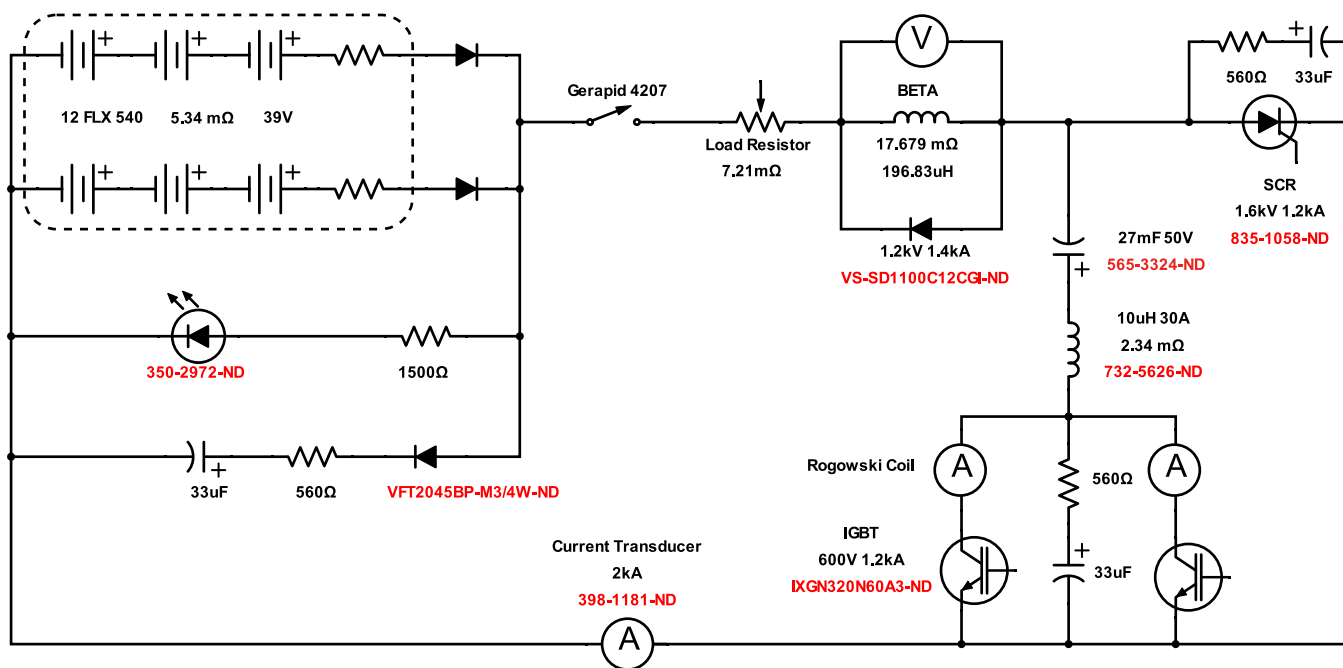 + + +
12 FLX 540 5.34 mΩ 39V
+ + +
350-2972-ND
1500Ω
+
33uF
560Ω
VFT2045BP-M3/4W-ND
Gerapid 4207
Load Resistor
7.21mΩ
V
BETA
17.679 mΩ
196.83uH
1.2kV 1.4kA
VS-SD1100C12CGI-ND
+
560Ω
33uF
SCR
1.6kV 1.2kA
835-1058-ND
27mF 50V
565-3324-ND
+
10uH 30A
2.34 mΩ
732-5626-ND
Rogowski Coil
A
560Ω
A
IGBT
600V 1.2kA
IXGN320N60A3-ND
+
33uF
Current Transducer
2kA
398-1181-ND
A